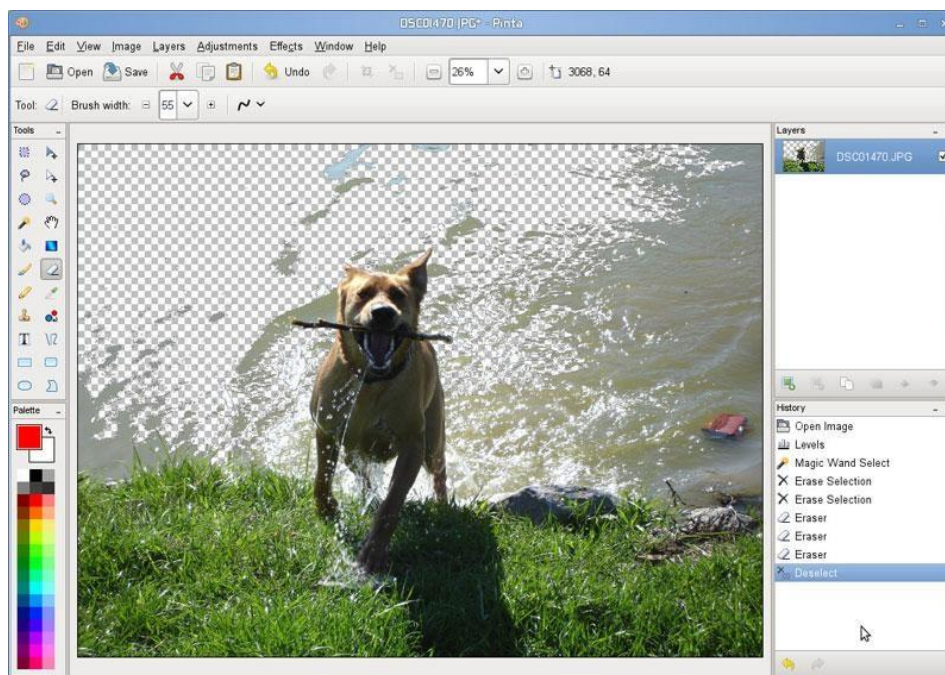 DSC01470.JPG* - Pinta
File Edit View Image Layers Adjustments Effects Window Help
Open Save Undo 26% 3068, 64
Tool: Brush width: 55
Tools
Layers
DSC01470.JPG
Palette
History
Open Image
Levels
Magic Wand Select
Erase Selection
Erase Selection
Eraser
Eraser
Eraser
Deselect